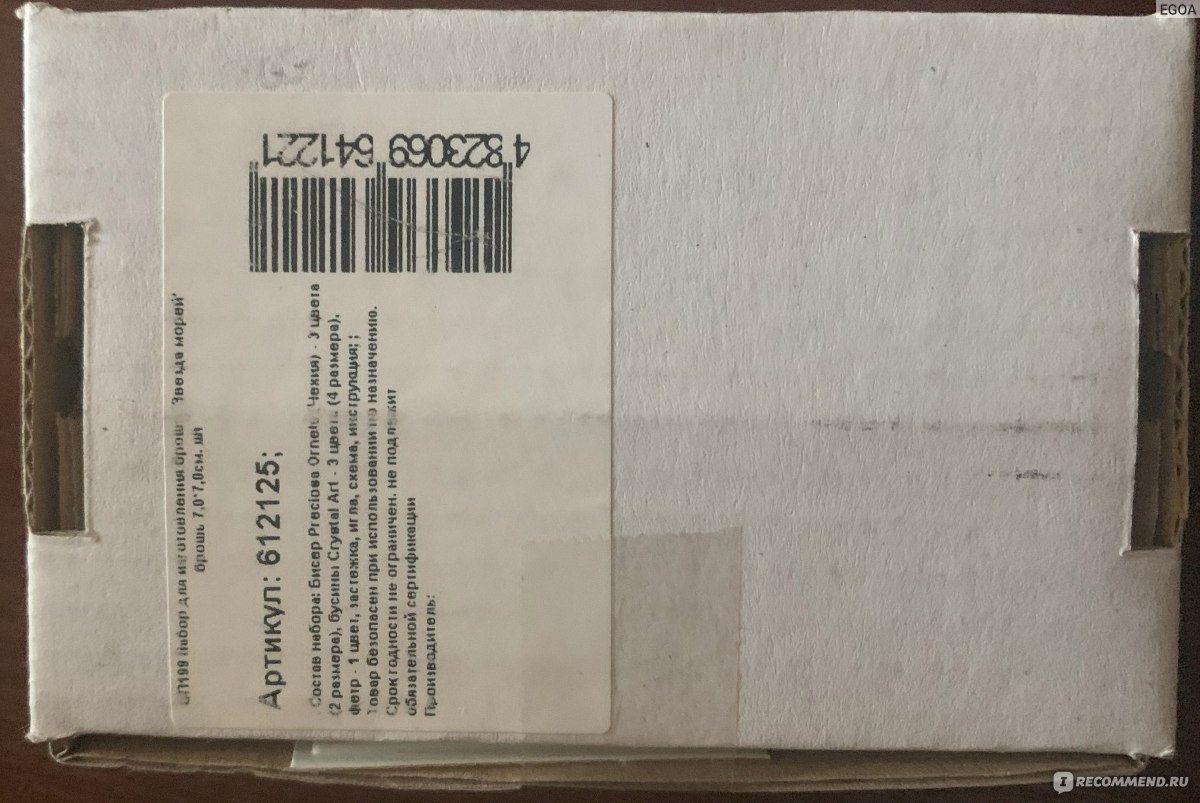 БП199 Набор для изготовления броши "Звезда морей"
брошь 7,0*7,0см. шт
Артикул: 612125;
Состав набора: Бисер Preciosa Ornela (Чехия) - 3 цвета
(2 размера), бусины Crystal Art - 3 цвета (4 размера),
фетр - 1 цвет, застежка, игла, схема, инструкция; ;
Товар безопасен при использовании по назначению.
Срок годности не ограничен. не подлежит
обязательной сертификации
Производитель:
4 823069 641221
EGOA
I RECOMMEND.RU